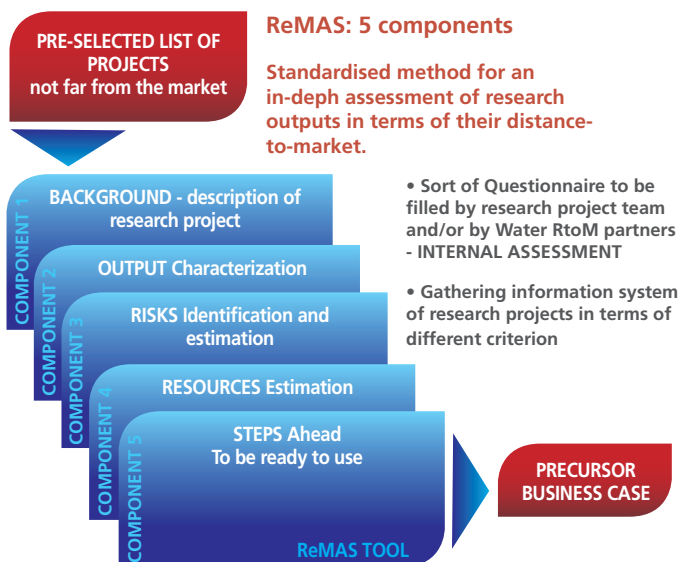 PRE-SELECTED LIST OF
PROJECTS
not far from the market
ReMAS: 5 components
Standardised method for an
in-deph assessment of research
outputs in terms of their distance-
to-market.
• Sort of Questionnaire to be
filled by research project team
and/or by Water RtoM partners
- INTERNAL ASSESSMENT
• Gathering information system
of research projects in terms of
different criterion
COMPONENT 1
BACKGROUND - description of
research project
COMPONENT 2
OUTPUT Characterization
COMPONENT 3
RISKS Identification and
estimation
COMPONENT 4
RESOURCES Estimation
COMPONENT 5
STEPS Ahead
To be ready to use
ReMAS TOOL
PRECURSOR
BUSINESS CASE